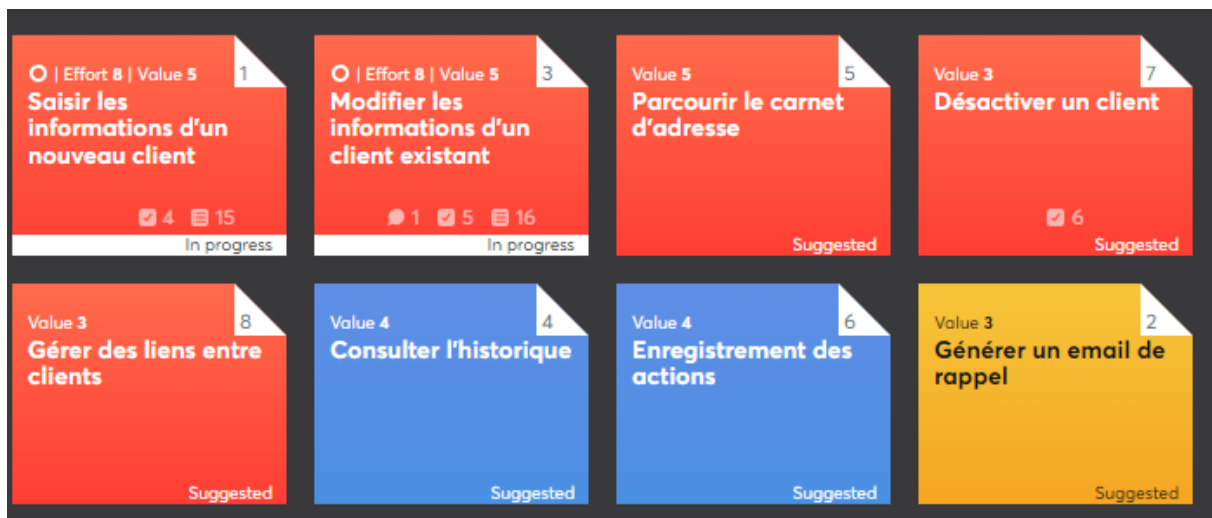 | Effort 8 | Value 5
1
Saisir les
informations d'un
nouveau client
4 15
In progress
| Effort 8 | Value 5
3
Modifier les
informations d'un
client existant
1 5 16
In progress
Value 5
5
Parcourir le carnet
d'adresse
Suggested
Value 3
7
Désactiver un client
6
Suggested
Value 3
8
Gérer des liens entre
clients
Suggested
Value 4
4
Consulter l'historique
Suggested
Value 4
6
Enregistrement des
actions
Suggested
Value 3
2
Générer un email de
rappel
Suggested